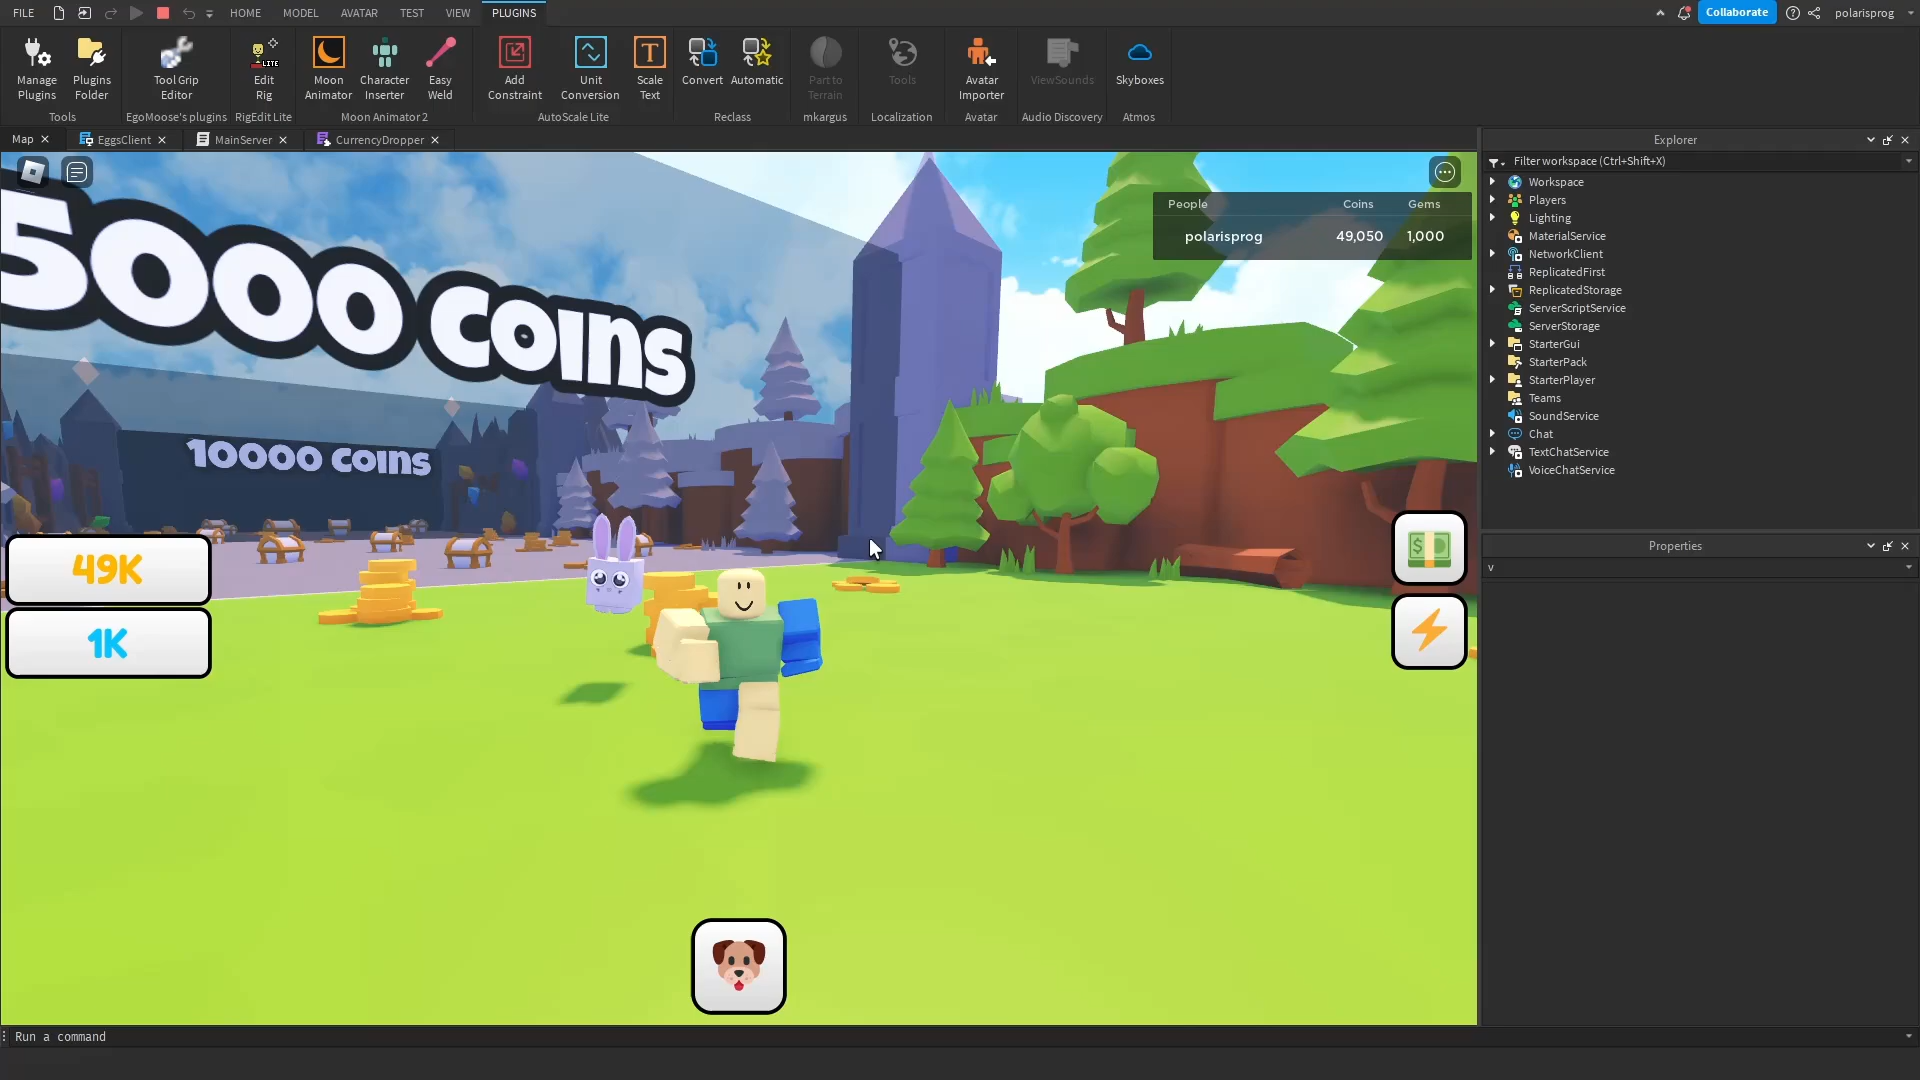 FILE HOME MODEL AVATAR TEST VIEW PLUGINS Collaborate polarisprog
Manage Plugins
Plugins Folder
Tool Grip Editor
Edit Rig
LITE
Moon Animator
Character Inserter
Easy Weld
Add Constraint
Unit Conversion
Scale Text
T
Convert
Automatic
Part to Terrain
Tools
Avatar Importer
ViewSounds
Skyboxes
Tools EgoMoose's plugins RigEdit Lite Moon Animator 2 AutoScale Lite Reclass mkargus Localization Avatar Audio Discovery Atmos
Map EggsClient MainServer CurrencyDropper
Explorer
Filter workspace (Ctrl+Shift+X)
Workspace
Players
Lighting
MaterialService
NetworkClient
ReplicatedFirst
ReplicatedStorage
ServerScriptService
ServerStorage
StarterGui
StarterPack
StarterPlayer
Teams
SoundService
Chat
TextChatService
VoiceChatService
Properties
v
People Coins Gems
polarisprog 49,050 1,000
5000 Coins
10000 Coins
49K
1K
$
Run a command